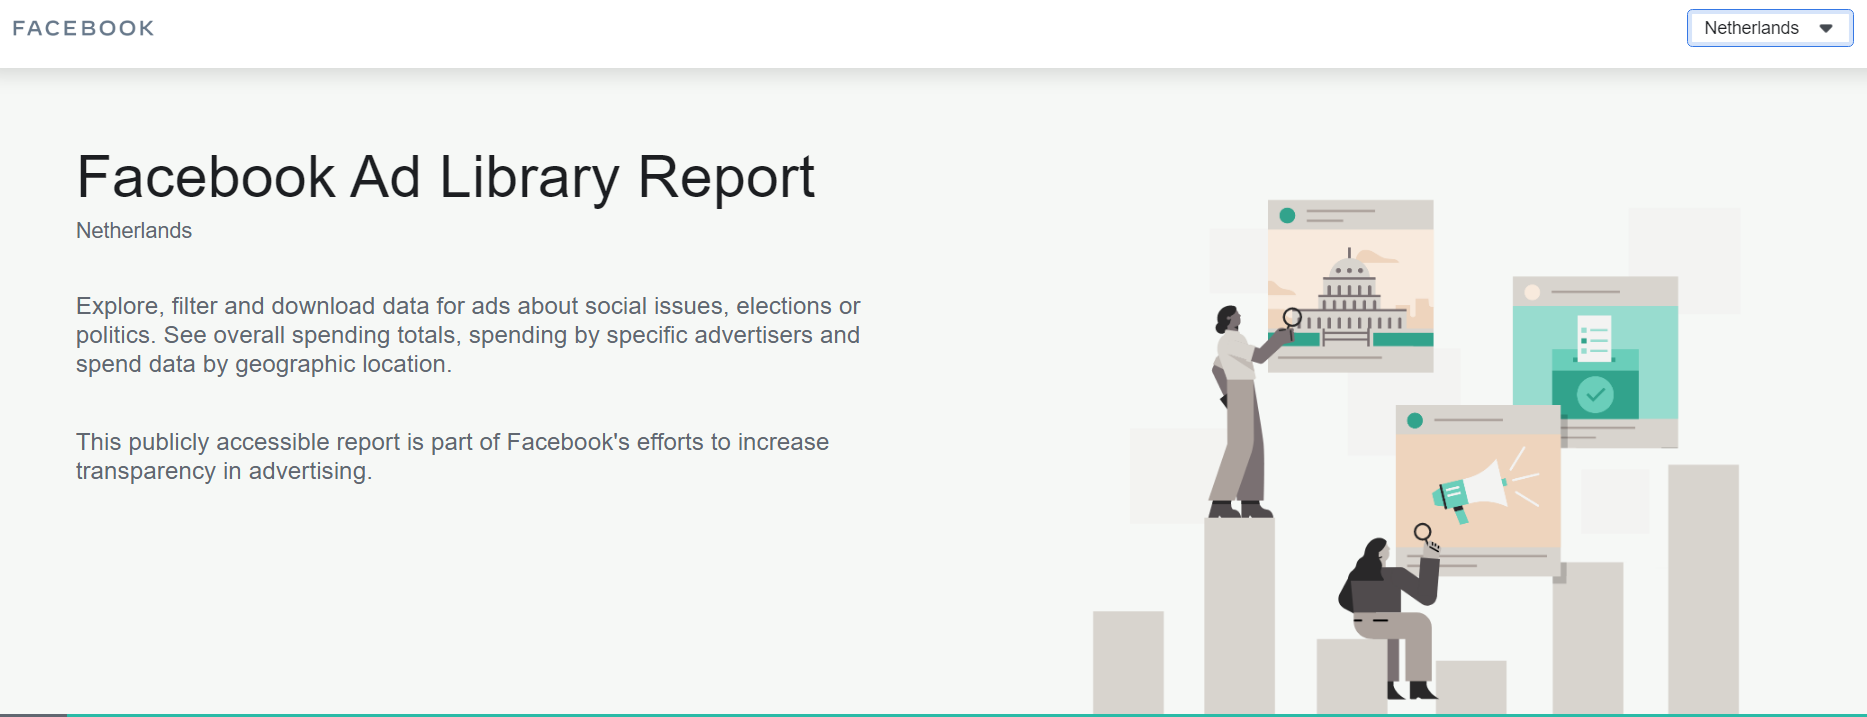 FACEBOOK
Netherlands
Facebook Ad Library Report
Netherlands
Explore, filter and download data for ads about social issues, elections or
politics. See overall spending totals, spending by specific advertisers and
spend data by geographic location.
This publicly accessible report is part of Facebook's efforts to increase
transparency in advertising.